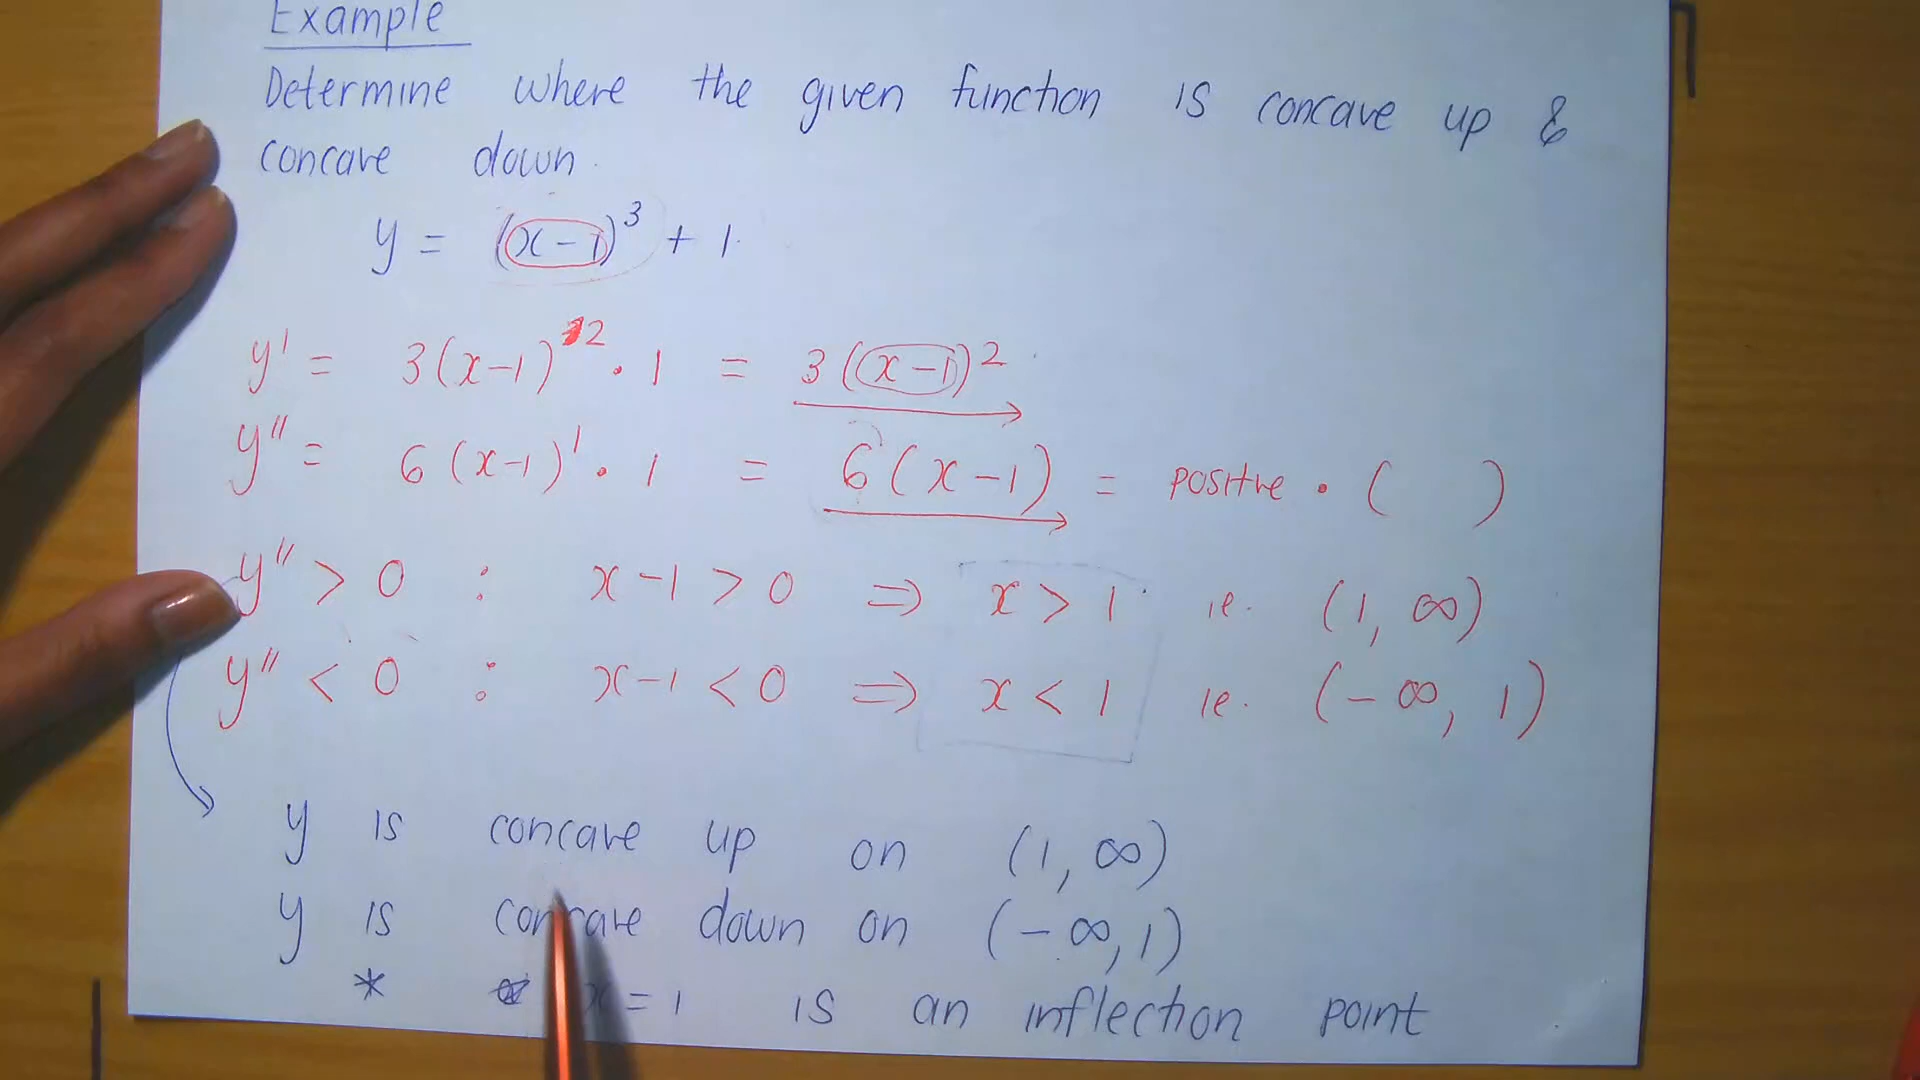 Example
Determine where the given function is concave up &
concave down.
y = (x-1)³ + 1.
y' = 3(x-1)² · 1 = 3(x-1)²
y'' = 6(x-1)¹ · 1 = 6(x-1) = positive · ( )
y'' > 0 : x-1 > 0 ⇒ x > 1 ie. (1, ∞)
y'' < 0 : x-1 < 0 ⇒ x < 1 ie. (-∞, 1)
y is concave up on (1, ∞)
y is concave down on (-∞, 1)
* x = 1 is an inflection point